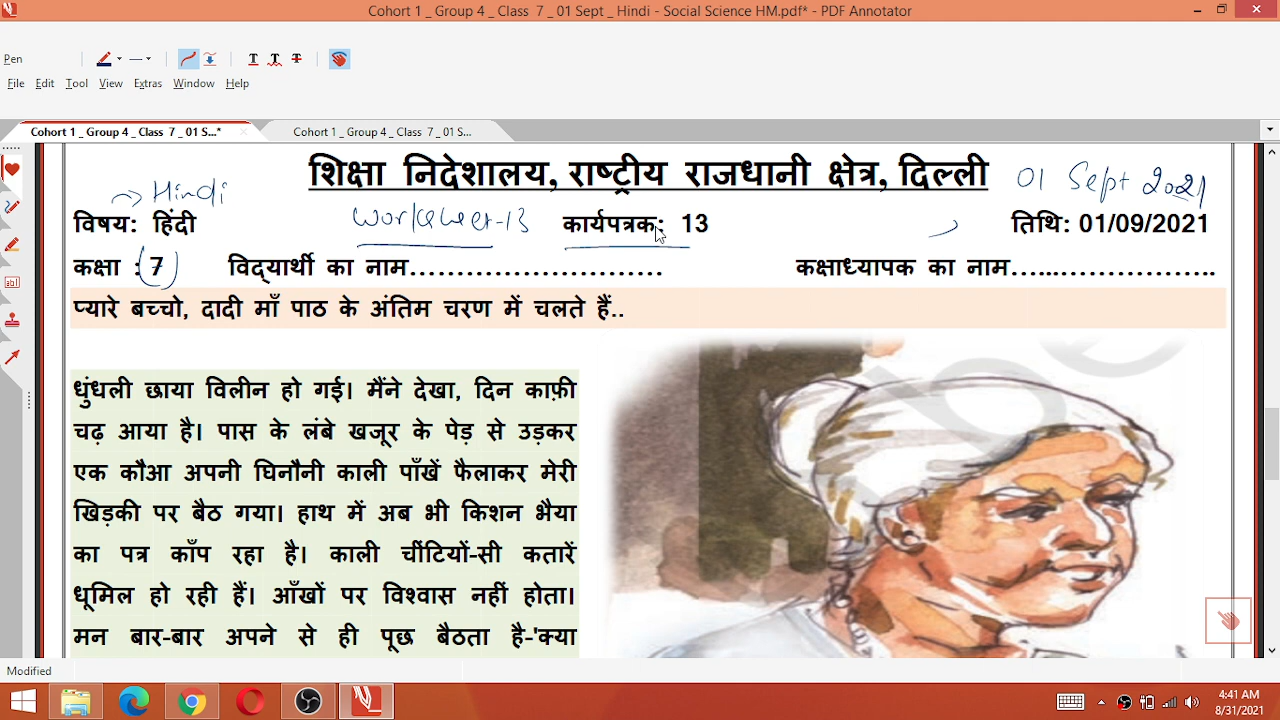 Cohort 1 _ Group 4 _ Class 7 _ 01 Sept _ Hindi - Social Science HM.pdf* - PDF Annotator
Pen
File Edit Tool View Extras Window Help
Cohort 1 _ Group 4 _ Class 7 _ 01 S...* Cohort 1 _ Group 4 _ Class 7 _ 01 S...
शिक्षा निदेशालय, राष्ट्रीय राजधानी क्षेत्र, दिल्ली 01 Sept 2021
Hindi
विषय: हिंदी Worksheet-13 कार्यपत्रक: 13 तिथि: 01/09/2021
कक्षा : 7 विद्यार्थी का नाम……………………… कक्षाध्यापक का नाम…...……………..
प्यारे बच्चो, दादी माँ पाठ के अंतिम चरण में चलते हैं..
धुंधली छाया विलीन हो गई। मैंने देखा, दिन काफ़ी
चढ़ आया है। पास के लंबे खजूर के पेड़ से उड़कर
एक कौआ अपनी घिनौनी काली पाँखें फैलाकर मेरी
खिड़की पर बैठ गया। हाथ में अब भी किशन भैया
का पत्र काँप रहा है। काली चींटियों-सी कतारें
धूमिल हो रही हैं। आँखों पर विश्वास नहीं होता।
मन बार-बार अपने से ही पूछ बैठता है-'क्या
Modified
4:41 AM
8/31/2021